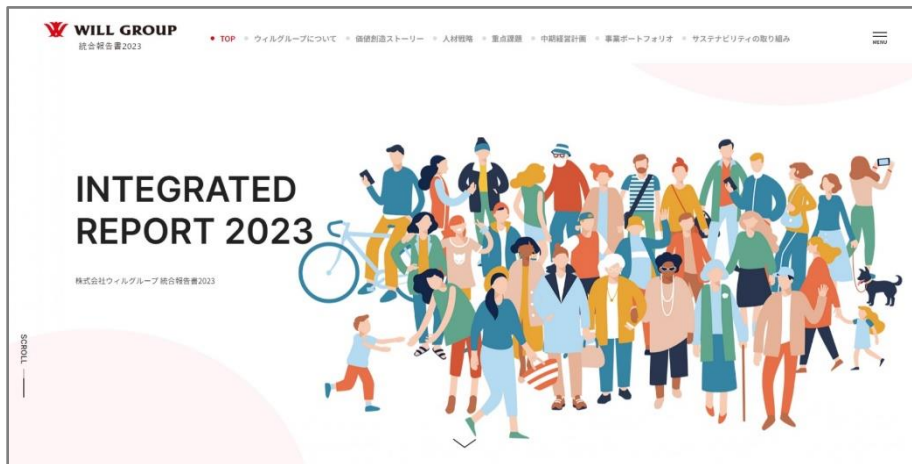 WILL GROUP
統合報告書2023
TOP ウィルグループについて 価値創造ストーリー 人材戦略 重点課題 中期経営計画 事業ポートフォリオ サステナビリティの取り組み
MENU
INTEGRATED
REPORT 2023
株式会社ウィルグループ 統合報告書2023
SCROLL